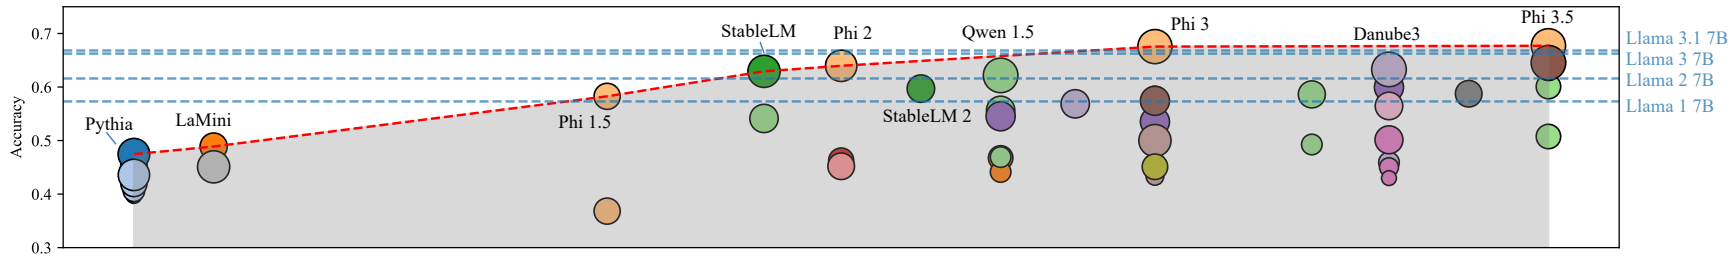 Accuracy
0.7
0.6
0.5
0.4
0.3
Pythia
LaMini
Phi 1.5
StableLM
Phi 2
StableLM 2
Qwen 1.5
Phi 3
Danube3
Phi 3.5
Llama 3.1 7B
Llama 3 7B
Llama 2 7B
Llama 1 7B